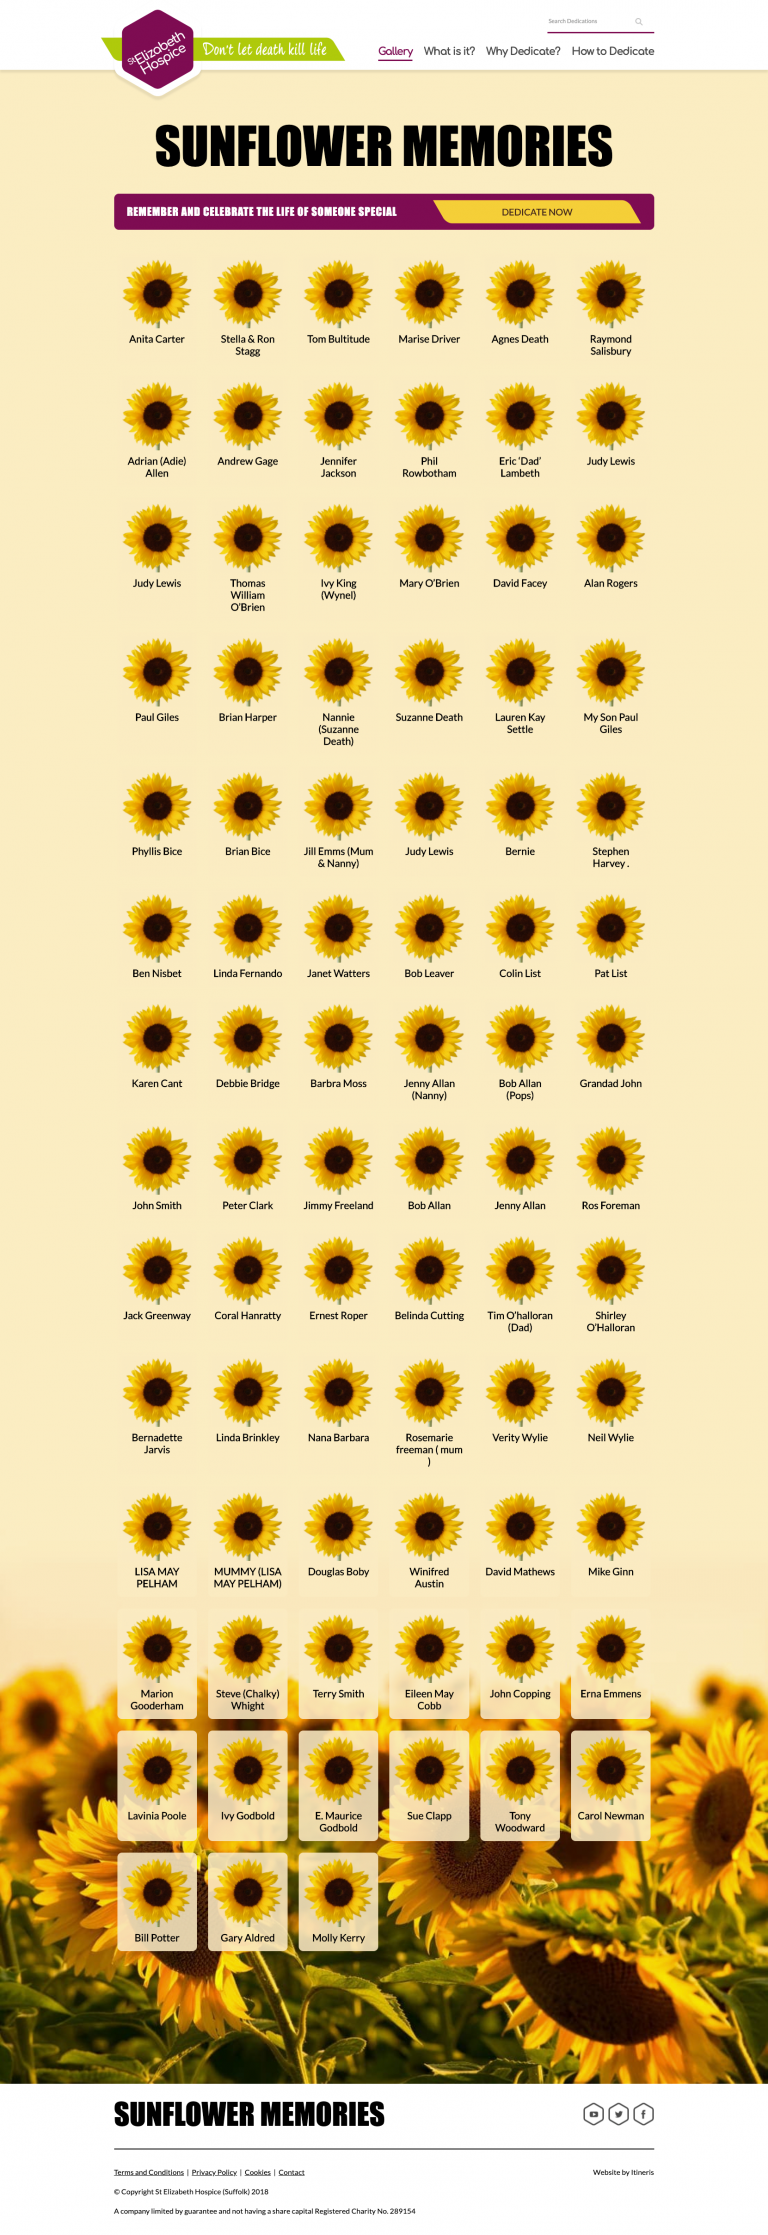 St Elizabeth
Hospice
Don't let death kill life
Search Dedications
Gallery What is it? Why Dedicate? How to Dedicate
SUNFLOWER MEMORIES
REMEMBER AND CELEBRATE THE LIFE OF SOMEONE SPECIAL
DEDICATE NOW
Anita Carter
Stella & Ron
Stagg
Tom Bultitude
Marise Driver
Agnes Death
Raymond
Salisbury
Adrian (Adie)
Allen
Andrew Gage
Jennifer
Jackson
Phil
Rowbotham
Eric 'Dad'
Lambeth
Judy Lewis
Judy Lewis
Thomas
William
O'Brien
Ivy King
(Wynel)
Mary O'Brien
David Facey
Alan Rogers
Paul Giles
Brian Harper
Nannie
(Suzanne
Death)
Suzanne Death
Lauren Kay
Settle
My Son Paul
Giles
Phyllis Bice
Brian Bice
Jill Emms (Mum
& Nanny)
Judy Lewis
Bernie
Stephen
Harvey .
Ben Nisbet
Linda Fernando
Janet Watters
Bob Leaver
Colin List
Pat List
Karen Cant
Debbie Bridge
Barbra Moss
Jenny Allan
(Nanny)
Bob Allan
(Pops)
Grandad John
John Smith
Peter Clark
Jimmy Freeland
Bob Allan
Jenny Allan
Ros Foreman
Jack Greenway
Coral Hanratty
Ernest Roper
Belinda Cutting
Tim O'halloran
(Dad)
Shirley
O'Halloran
Bernadette
Jarvis
Linda Brinkley
Nana Barbara
Rosemarie
freeman ( mum
)
Verity Wylie
Neil Wylie
LISA MAY
PELHAM
MUMMY (LISA
MAY PELHAM)
Douglas Boby
Winifred
Austin
David Mathews
Mike Ginn
Marion
Gooderham
Steve (Chalky)
Whight
Terry Smith
Eileen May
Cobb
John Copping
Erna Emmens
Lavinia Poole
Ivy Godbold
E. Maurice
Godbold
Sue Clapp
Tony
Woodward
Carol Newman
Bill Potter
Gary Aldred
Molly Kerry
SUNFLOWER MEMORIES
Terms and Conditions | Privacy Policy | Cookies | Contact
Website by Itineris
© Copyright St Elizabeth Hospice (Suffolk) 2018
A company limited by guarantee and not having a share capital Registered Charity No. 289154